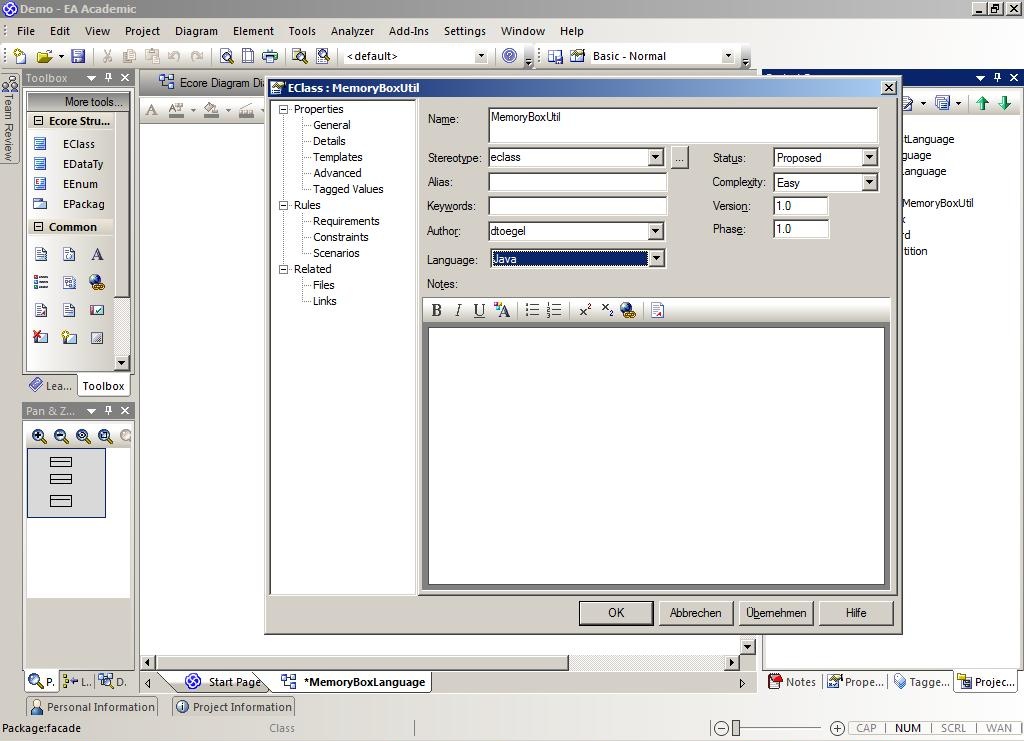 Demo - EA Academic
File Edit View Project Diagram Element Tools Analyzer Add-Ins Settings Window Help
<default>
Basic - Normal
Team Review
Toolbox
More tools...
Ecore Stru...
EClass
EDataTy
EEnum
EPackag
Common
A
Lea... Toolbox
Pan & Z...
P. L.. D.
Ecore Diagram Di
A
EClass : MemoryBoxUtil
Properties
General
Details
Templates
Advanced
Tagged Values
Rules
Requirements
Constraints
Scenarios
Related
Files
Links
Name: MemoryBoxUtil
Stereotype: eclass ... Status: Proposed
Alias: Complexity: Easy
Keywords: Version: 1.0
Author: dtoegel Phase: 1.0
Language: Java
Notes:
B I U A x² x₂
OK Abbrechen Übernehmen Hilfe
tLanguage
guage
anguage
MemoryBoxUtil
rd
tition
Start Page *MemoryBoxLanguage
Notes Prope... Tagge... Projec...
Personal Information Project Information
Package:facade Class CAP NUM SCRL WAN